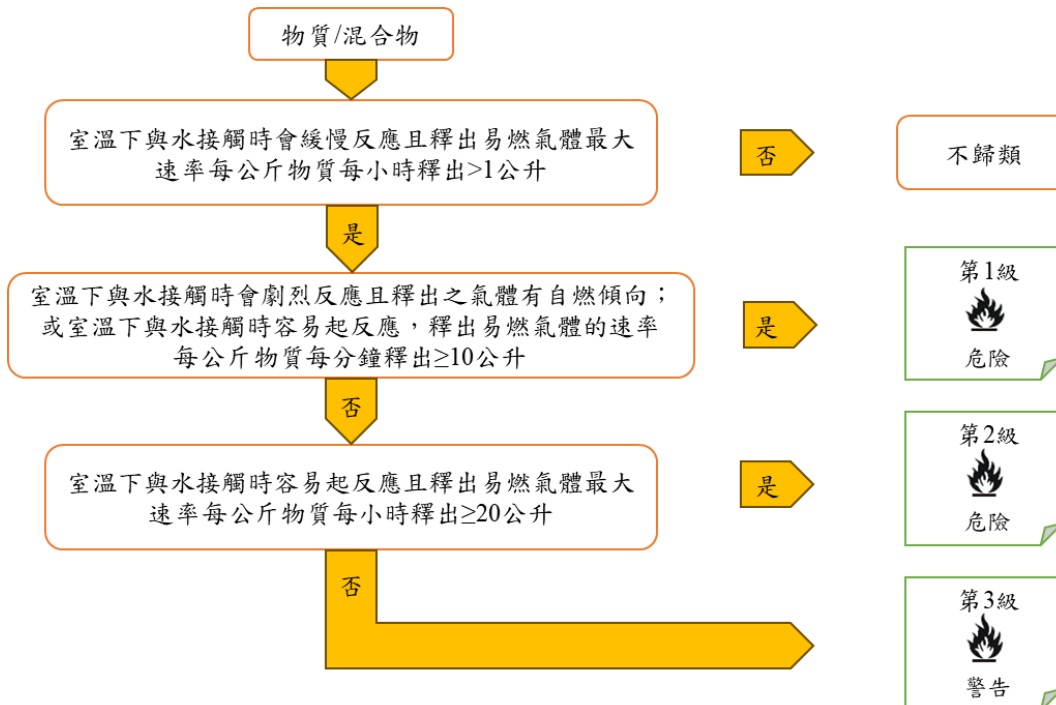 物質/混合物
室溫下與水接觸時會緩慢反應且釋出易燃氣體最大
速率每公斤物質每小時釋出>1公升
否
不歸類
是
室溫下與水接觸時會劇烈反應且釋出之氣體有自燃傾向；
或室溫下與水接觸時容易起反應，釋出易燃氣體的速率
每公斤物質每分鐘釋出≥10公升
是
第1級
危險
否
室溫下與水接觸時容易起反應且釋出易燃氣體最大
速率每公斤物質每小時釋出≥20公升
是
第2級
危險
否
第3級
警告